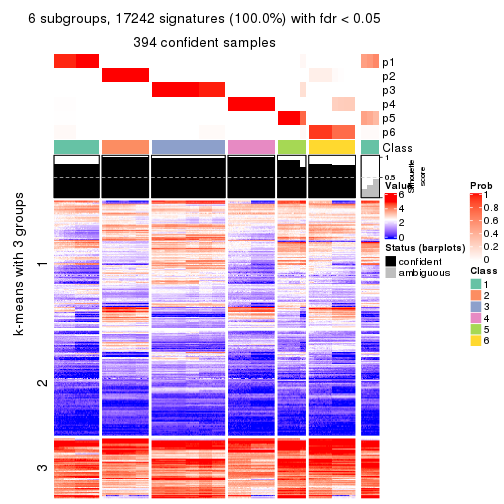 6 subgroups, 17242 signatures (100.0%) with fdr < 0.05
394 confident samples
p1
p2
p3
p4
p5
p6
Class
1
0.5
0
Silhouette
score
k-means with 3 groups
1
2
3
Value
6
4
2
0
Status (barplots)
confident
ambiguous
Prob
1
0.8
0.6
0.4
0.2
0
Class
1
2
3
4
5
6